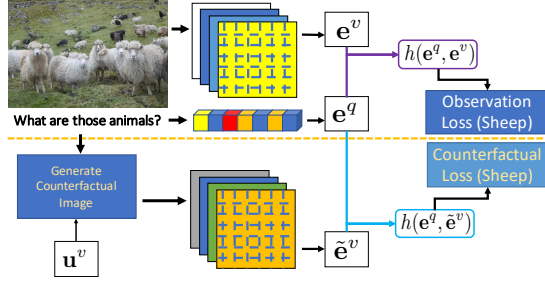 e^v
h(e^q, e^v)
What are those animals?
e^q
Observation
Loss (Sheep)
Generate
Counterfactual
Image
Counterfactual
Loss (Sheep)
h(e^q, ẽ^v)
u^v
ẽ^v